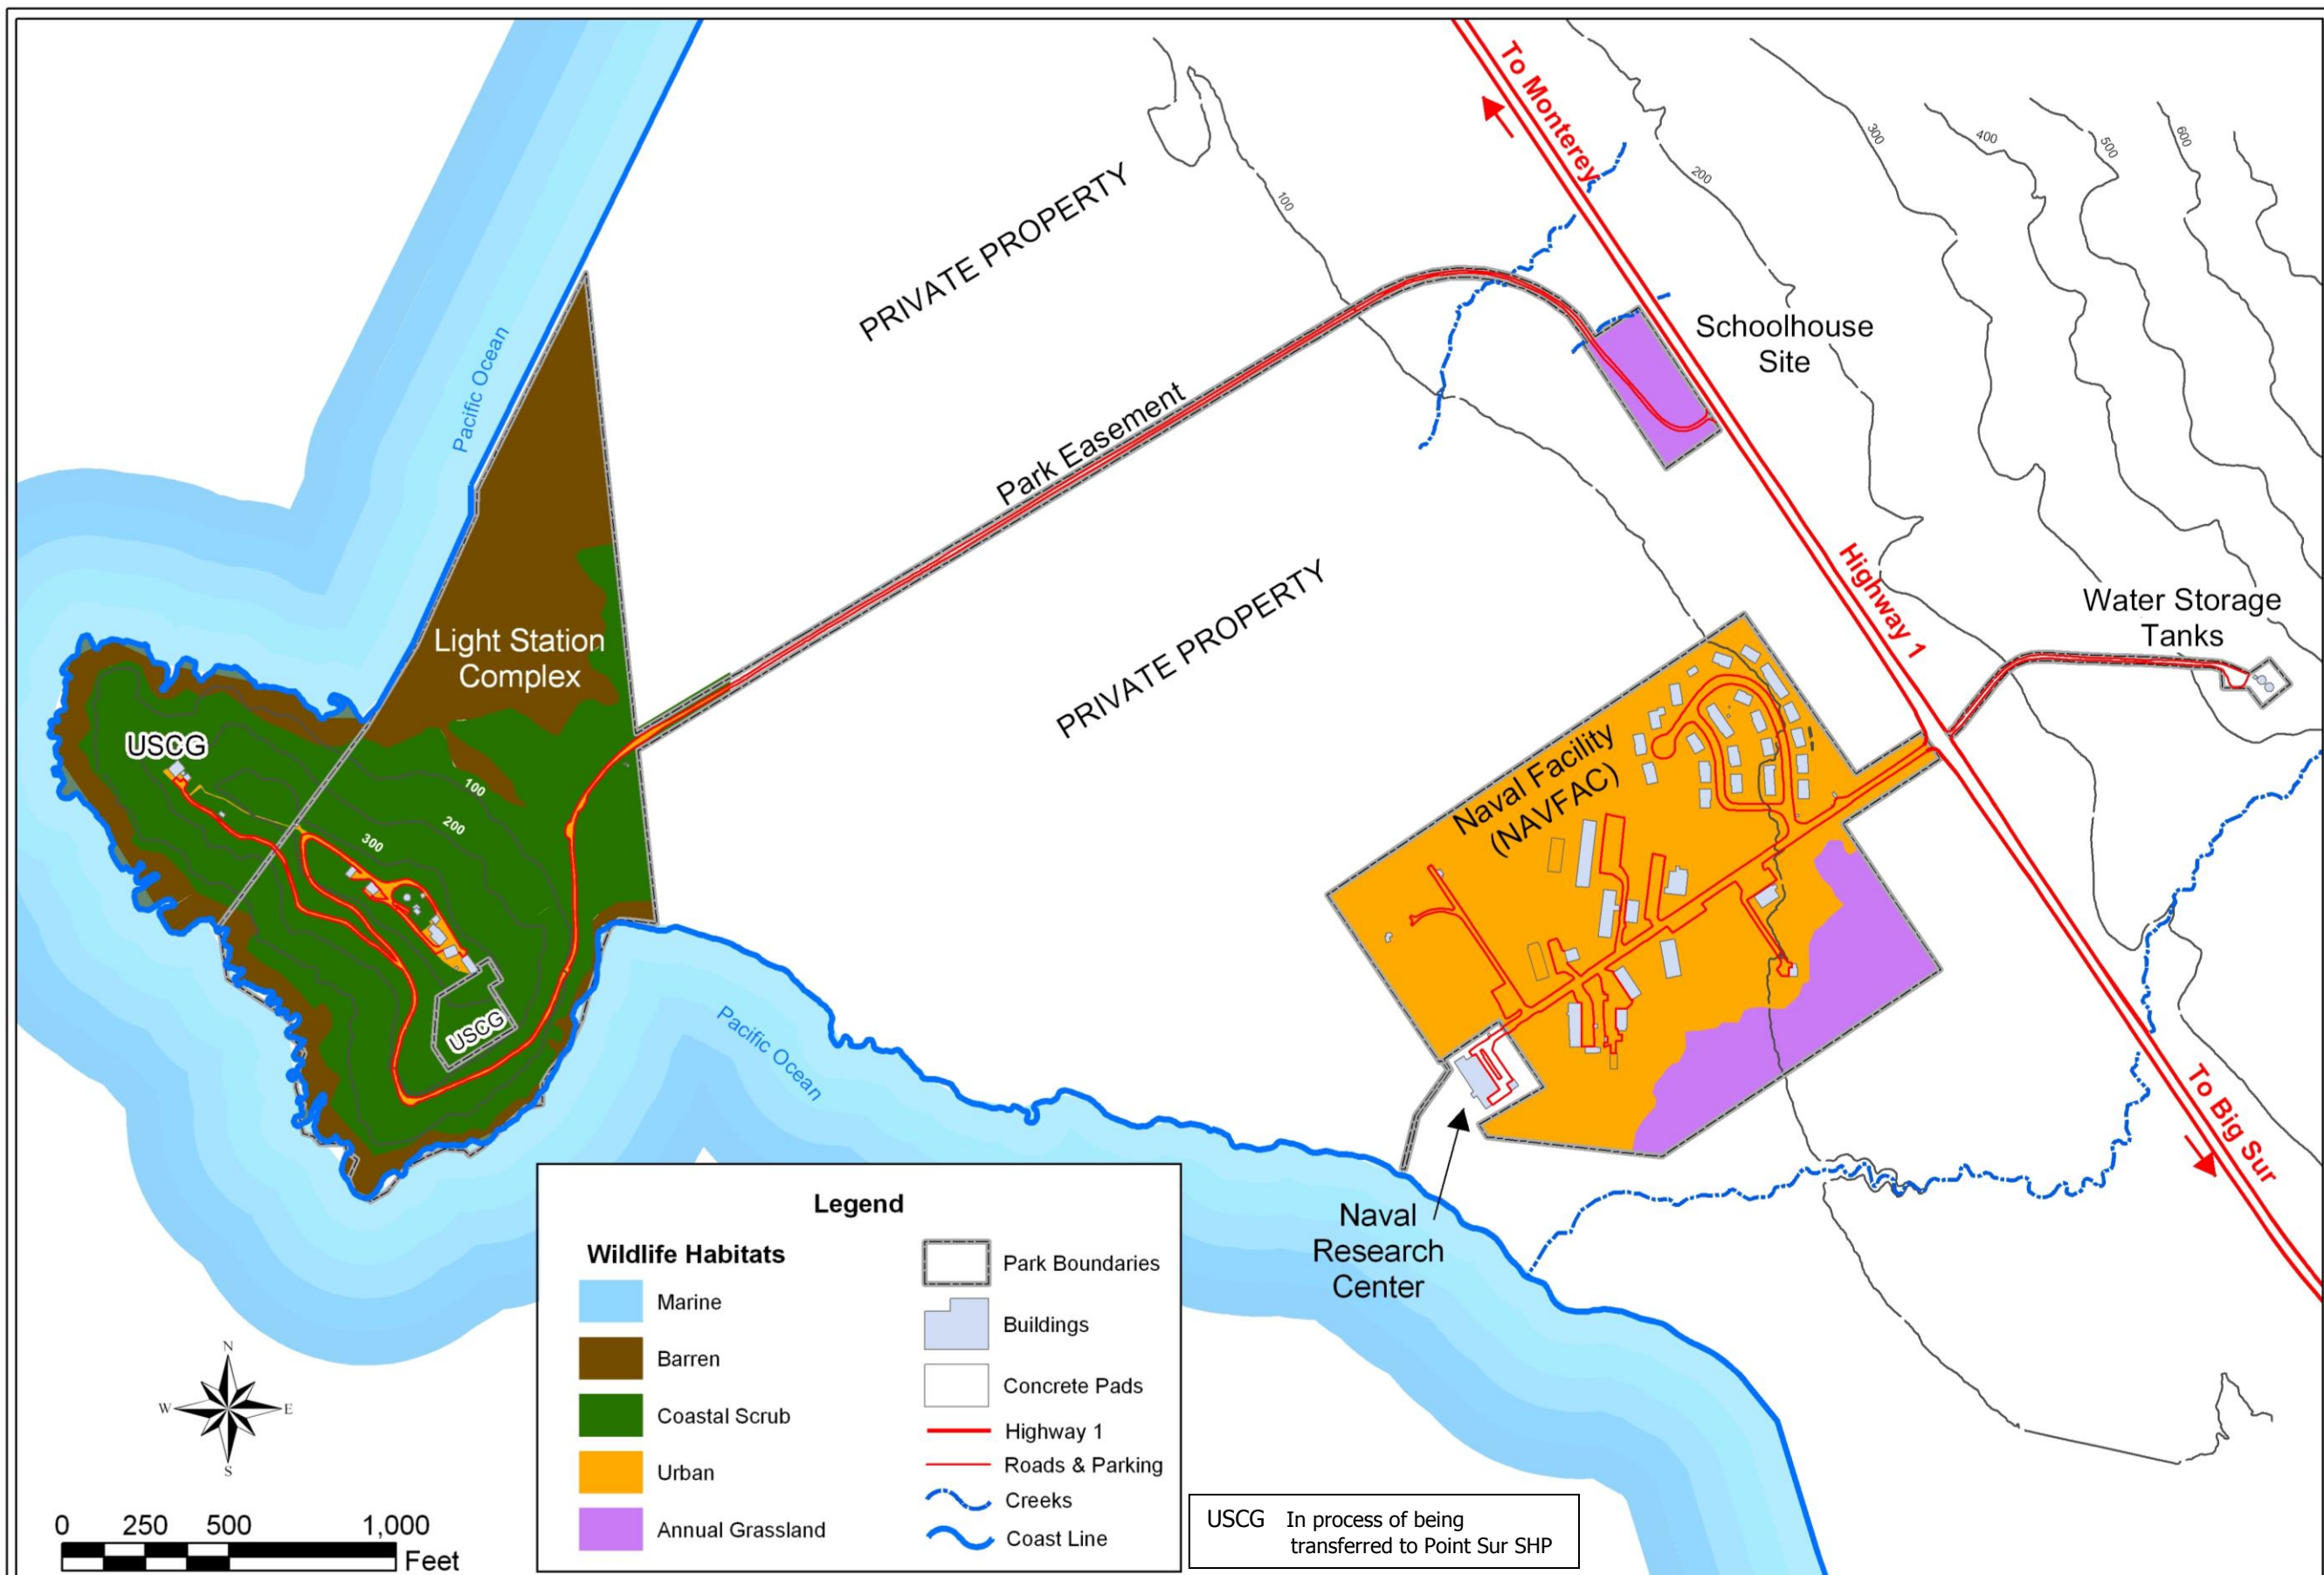 To Monterey
300
400
500
600
200
100
PRIVATE PROPERTY
Pacific Ocean
Schoolhouse
Site
Park Easement
Highway 1
Water Storage
Tanks
PRIVATE PROPERTY
Light Station
Complex
USCG
100
200
300
USCG
Naval Facility
(NAVFAC)
Pacific Ocean
To Big Sur
Naval
Research
Center
Legend
Wildlife Habitats
Marine
Barren
Coastal Scrub
Urban
Annual Grassland
Park Boundaries
Buildings
Concrete Pads
Highway 1
Roads & Parking
Creeks
Coast Line
N
W E
S
0 250 500 1,000
Feet
USCG In process of being
transferred to Point Sur SHP